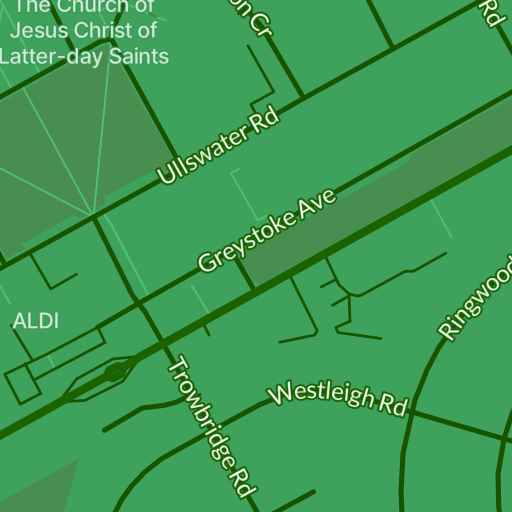 The Church of
Jesus Christ of
Latter-day Saints
Rd
Ullswater Rd
Greystoke Ave
ALDI
Ringwood
Westleigh Rd
Trowbridge Rd